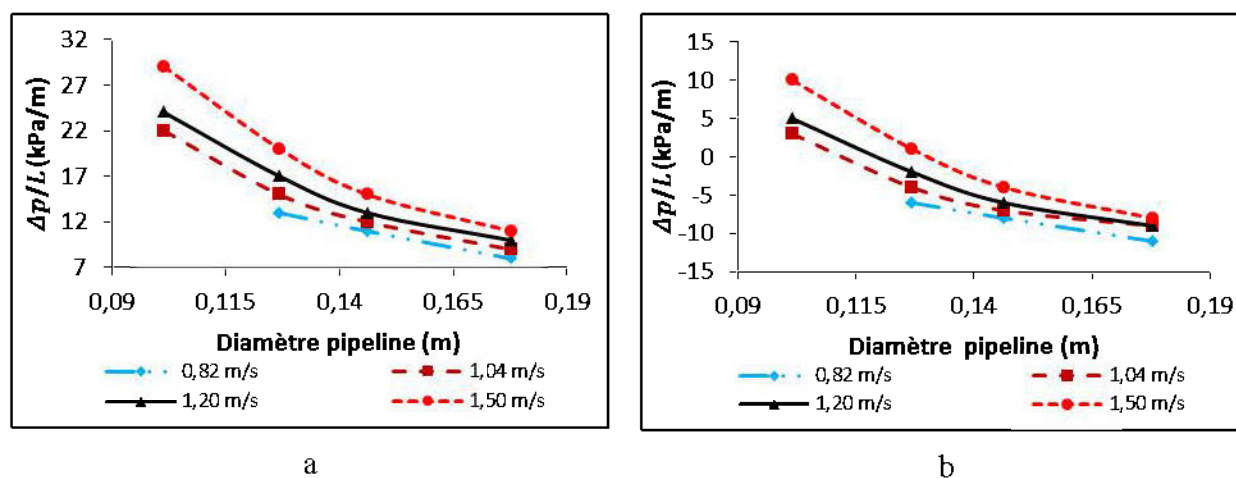 32
27
22
17
12
7
Δp/L(kPa/m)
0,09 0,115 0,14 0,165 0,19
Diamètre pipeline (m)
0,82 m/s 1,04 m/s
1,20 m/s 1,50 m/s
a
15
10
5
0
-5
-10
-15
Δp/L(kPa/m)
0,09 0,115 0,14 0,165 0,19
Diamètre pipeline (m)
0,82 m/s 1,04 m/s
1,20 m/s 1,50 m/s
b